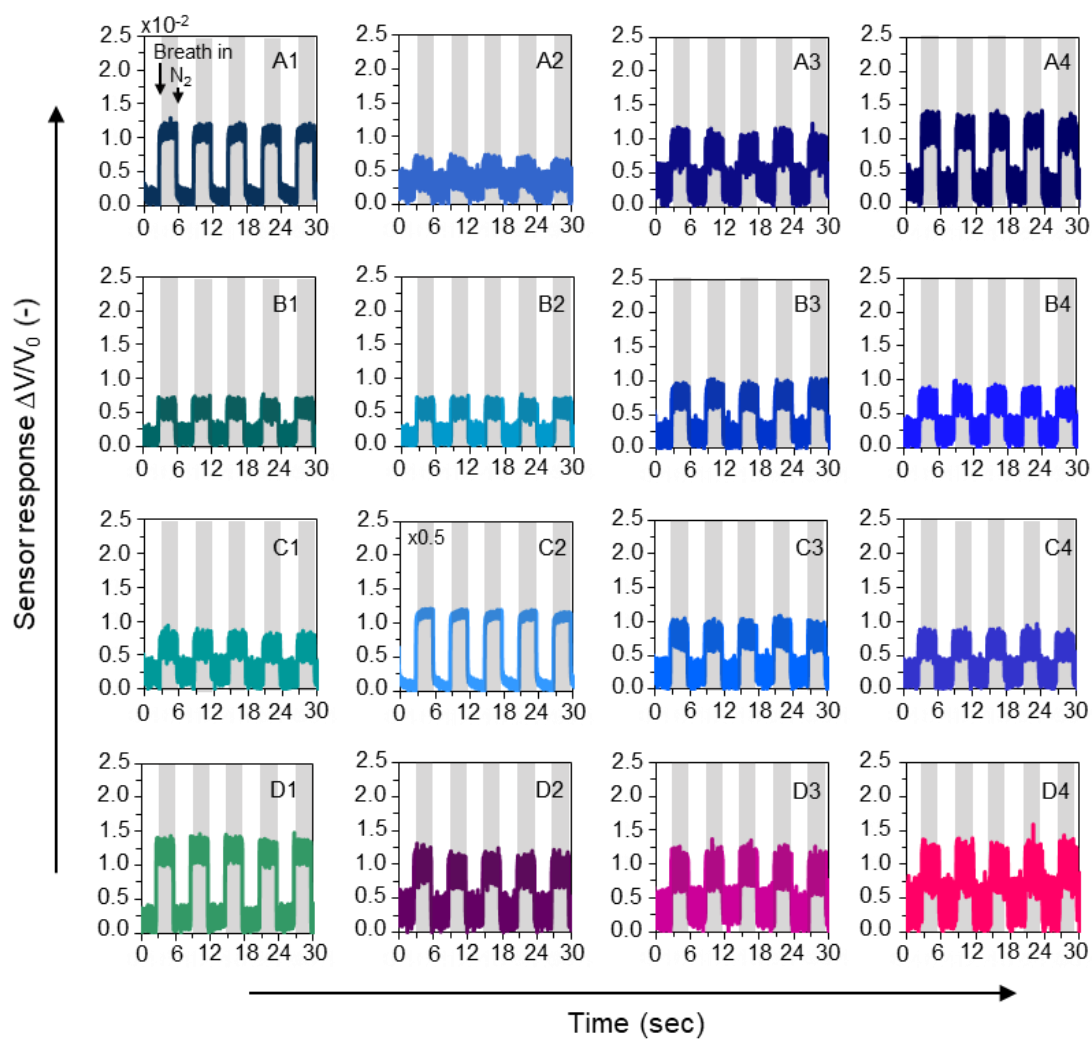 x10⁻²
2.5 2.5 2.5 2.5
Breath in A1 A2 A3 A4
2.0 2.0 2.0 2.0
N₂
1.5 1.5 1.5 1.5
1.0 1.0 1.0 1.0
0.5 0.5 0.5 0.5
0.0 0.0 0.0 0.0
0 6 12 18 24 30 0 6 12 18 24 30 0 6 12 18 24 30 0 6 12 18 24 30
2.5 2.5 2.5 2.5
B1 B2 B3 B4
2.0 2.0 2.0 2.0
1.5 1.5 1.5 1.5
1.0 1.0 1.0 1.0
0.5 0.5 0.5 0.5
0.0 0.0 0.0 0.0
0 6 12 18 24 30 0 6 12 18 24 30 0 6 12 18 24 30 0 6 12 18 24 30
Sensor response ΔV/V₀ (-)
2.5 2.5 2.5 2.5
C1 x0.5 C2 C3 C4
2.0 2.0 2.0 2.0
1.5 1.5 1.5 1.5
1.0 1.0 1.0 1.0
0.5 0.5 0.5 0.5
0.0 0.0 0.0 0.0
0 6 12 18 24 30 0 6 12 18 24 30 0 6 12 18 24 30 0 6 12 18 24 30
2.5 2.5 2.5 2.5
D1 D2 D3 D4
2.0 2.0 2.0 2.0
1.5 1.5 1.5 1.5
1.0 1.0 1.0 1.0
0.5 0.5 0.5 0.5
0.0 0.0 0.0 0.0
0 6 12 18 24 30 0 6 12 18 24 30 0 6 12 18 24 30 0 6 12 18 24 30
Time (sec)